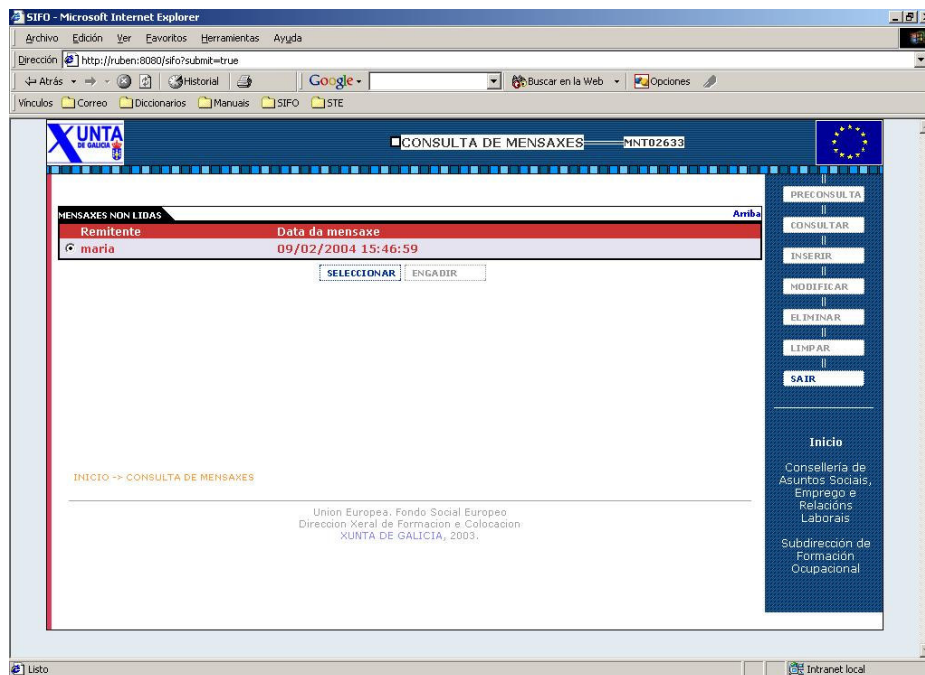 SIFO - Microsoft Internet Explorer
Archivo Edición Ver Favoritos Herramientas Ayuda
Dirección http://ruben:8080/sifo?submit=true
Atrás Historial Google Buscar en la Web Opciones
Vínculos Correo Diccionarios Manuais SIFO STE
XUNTA
DE GALICIA
CONSULTA DE MENSAXES MNT02633
MENSAXES NON LIDAS Arriba
Remitente Data da mensaxe
maria 09/02/2004 15:46:59
SELECCIONAR ENGADIR
PRECONSULTA
CONSULTAR
INSERIR
MODIFICAR
ELIMINAR
LIMPAR
SAIR
Inicio
Consellería de
Asuntos Sociais,
Emprego e
Relacións
Laborais
Subdirección de
Formación
Ocupacional
INICIO -> CONSULTA DE MENSAXES
Union Europea. Fondo Social Europeo
Direccion Xeral de Formacion e Colocacion
XUNTA DE GALICIA, 2003.
Listo Intranet local